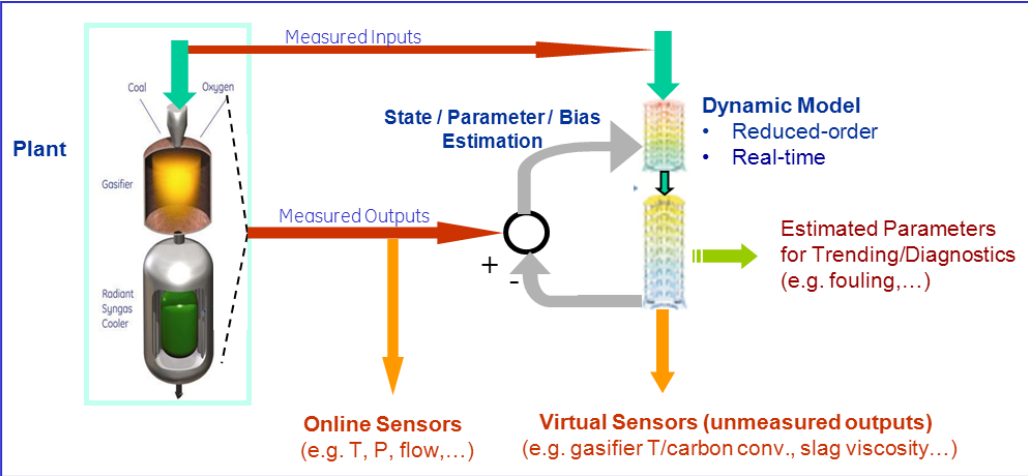 Measured Inputs
Coal
Oxygen
Plant
Gasifier
Radiant
Syngas
Cooler
State / Parameter / Bias
Estimation
Dynamic Model
• Reduced-order
• Real-time
Measured Outputs
+
-
Estimated Parameters
for Trending/Diagnostics
(e.g. fouling,…)
Online Sensors
(e.g. T, P, flow,…)
Virtual Sensors (unmeasured outputs)
(e.g. gasifier T/carbon conv., slag viscosity…)